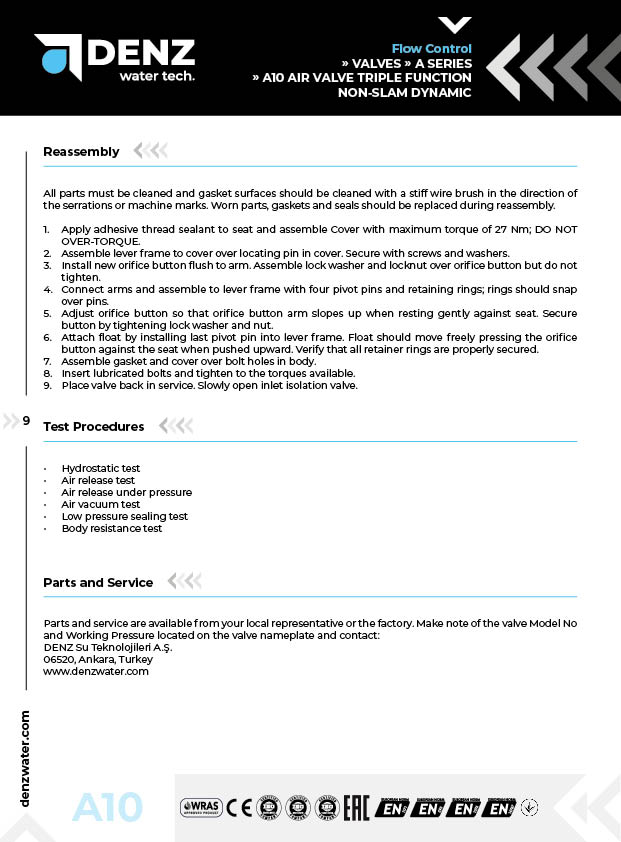 DENZ
water tech.
Flow Control
» VALVES » A SERIES
» A10 AIR VALVE TRIPLE FUNCTION
NON-SLAM DYNAMIC
Reassembly
All parts must be cleaned and gasket surfaces should be cleaned with a stiff wire brush in the direction of
the serrations or machine marks. Worn parts, gaskets and seals should be replaced during reassembly.
1. Apply adhesive thread sealant to seat and assemble Cover with maximum torque of 27 Nm; DO NOT
OVER-TORQUE.
2. Assemble lever frame to cover over locating pin in cover. Secure with screws and washers.
3. Install new orifice button flush to arm. Assemble lock washer and locknut over orifice button but do not
tighten.
4. Connect arms and assemble to lever frame with four pivot pins and retaining rings; rings should snap
over pins.
5. Adjust orifice button so that orifice button arm slopes up when resting gently against seat. Secure
button by tightening lock washer and nut.
6. Attach float by installing last pivot pin into lever frame. Float should move freely pressing the orifice
button against the seat when pushed upward. Verify that all retainer rings are properly secured.
7. Assemble gasket and cover over bolt holes in body.
8. Insert lubricated bolts and tighten to the torques available.
9. Place valve back in service. Slowly open inlet isolation valve.
9
Test Procedures
· Hydrostatic test
· Air release test
· Air release under pressure
· Air vacuum test
· Low pressure sealing test
· Body resistance test
Parts and Service
Parts and service are available from your local representative or the factory. Make note of the valve Model No
and Working Pressure located on the valve nameplate and contact:
DENZ Su Teknolojileri A.Ş.
06520, Ankara, Turkey
www.denzwater.com
denzwater.com
A10
WRAS
APPROVED PRODUCT
CE
EAC
EN
EN
EN
EN